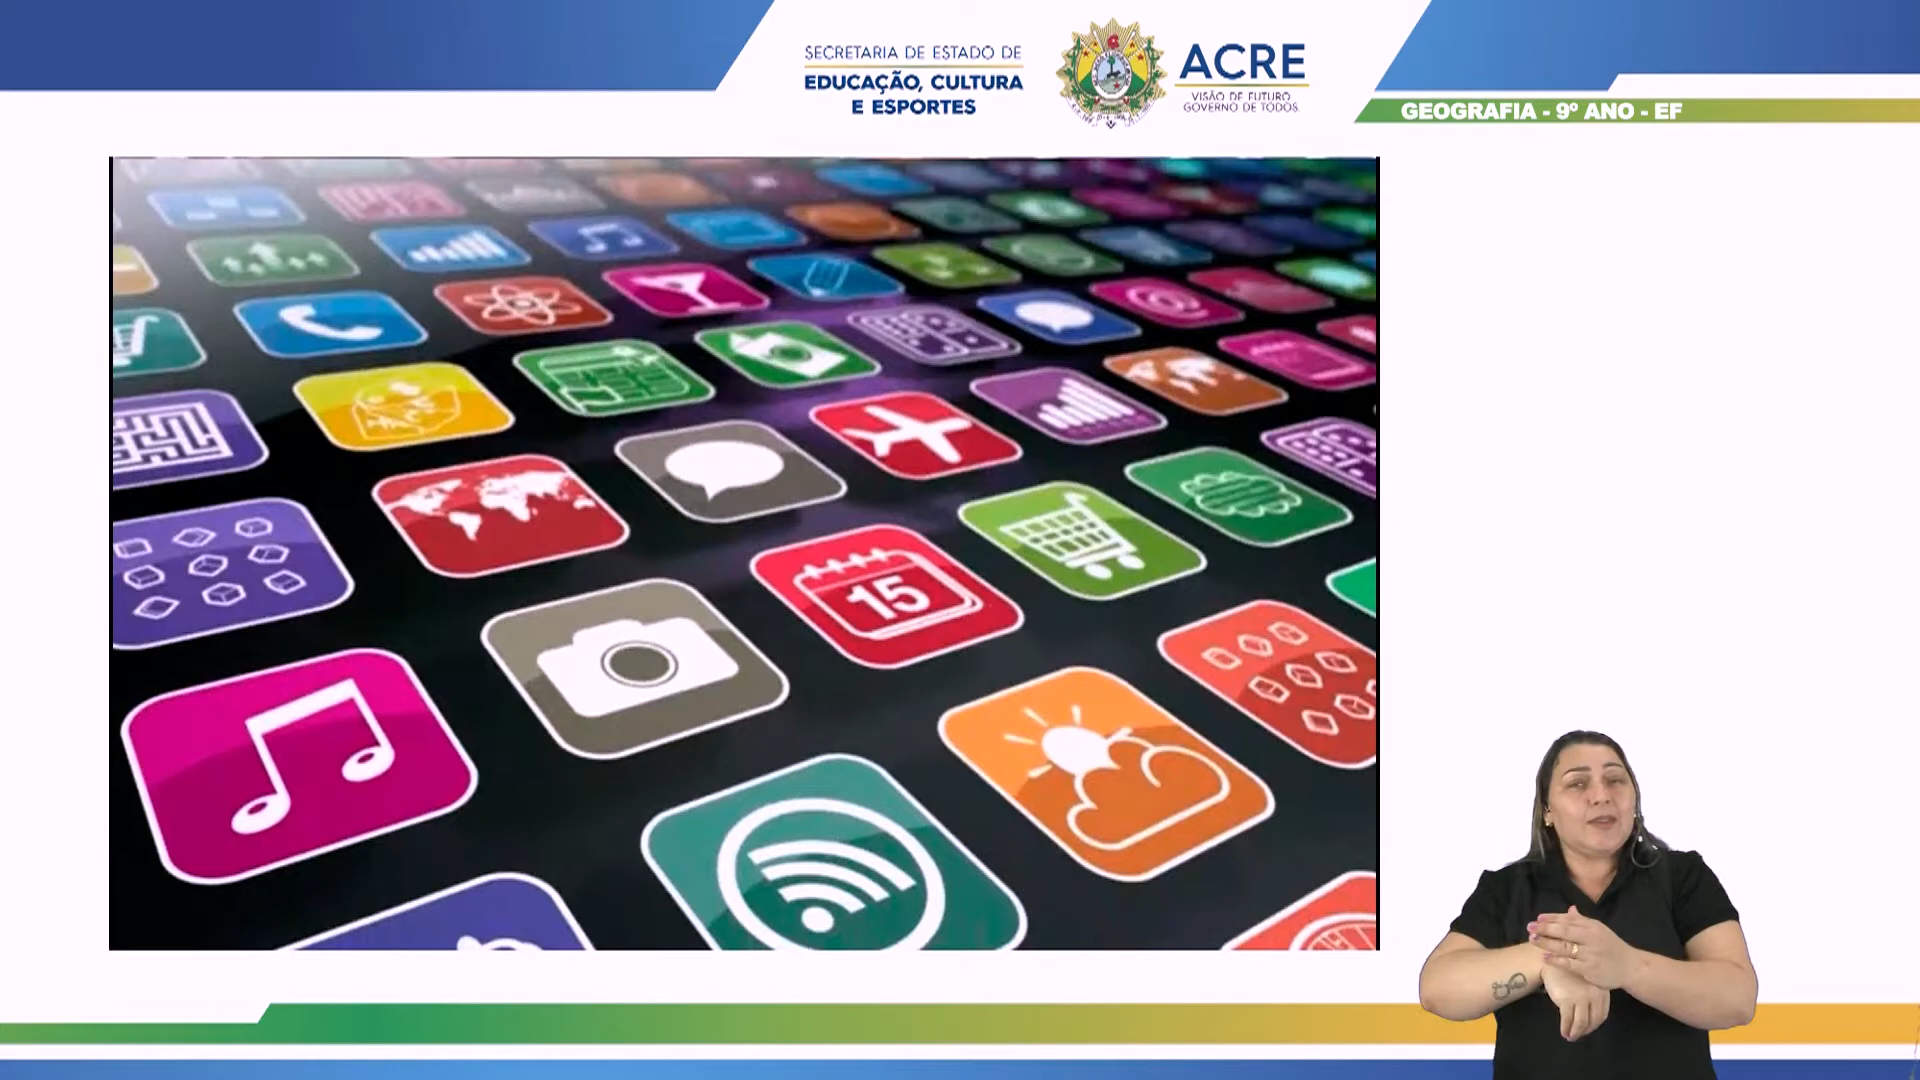 SECRETARIA DE ESTADO DE
EDUCAÇÃO, CULTURA
E ESPORTES
ACRE
VISÃO DE FUTURO
GOVERNO DE TODOS
GEOGRAFIA - 9º ANO - EF
15